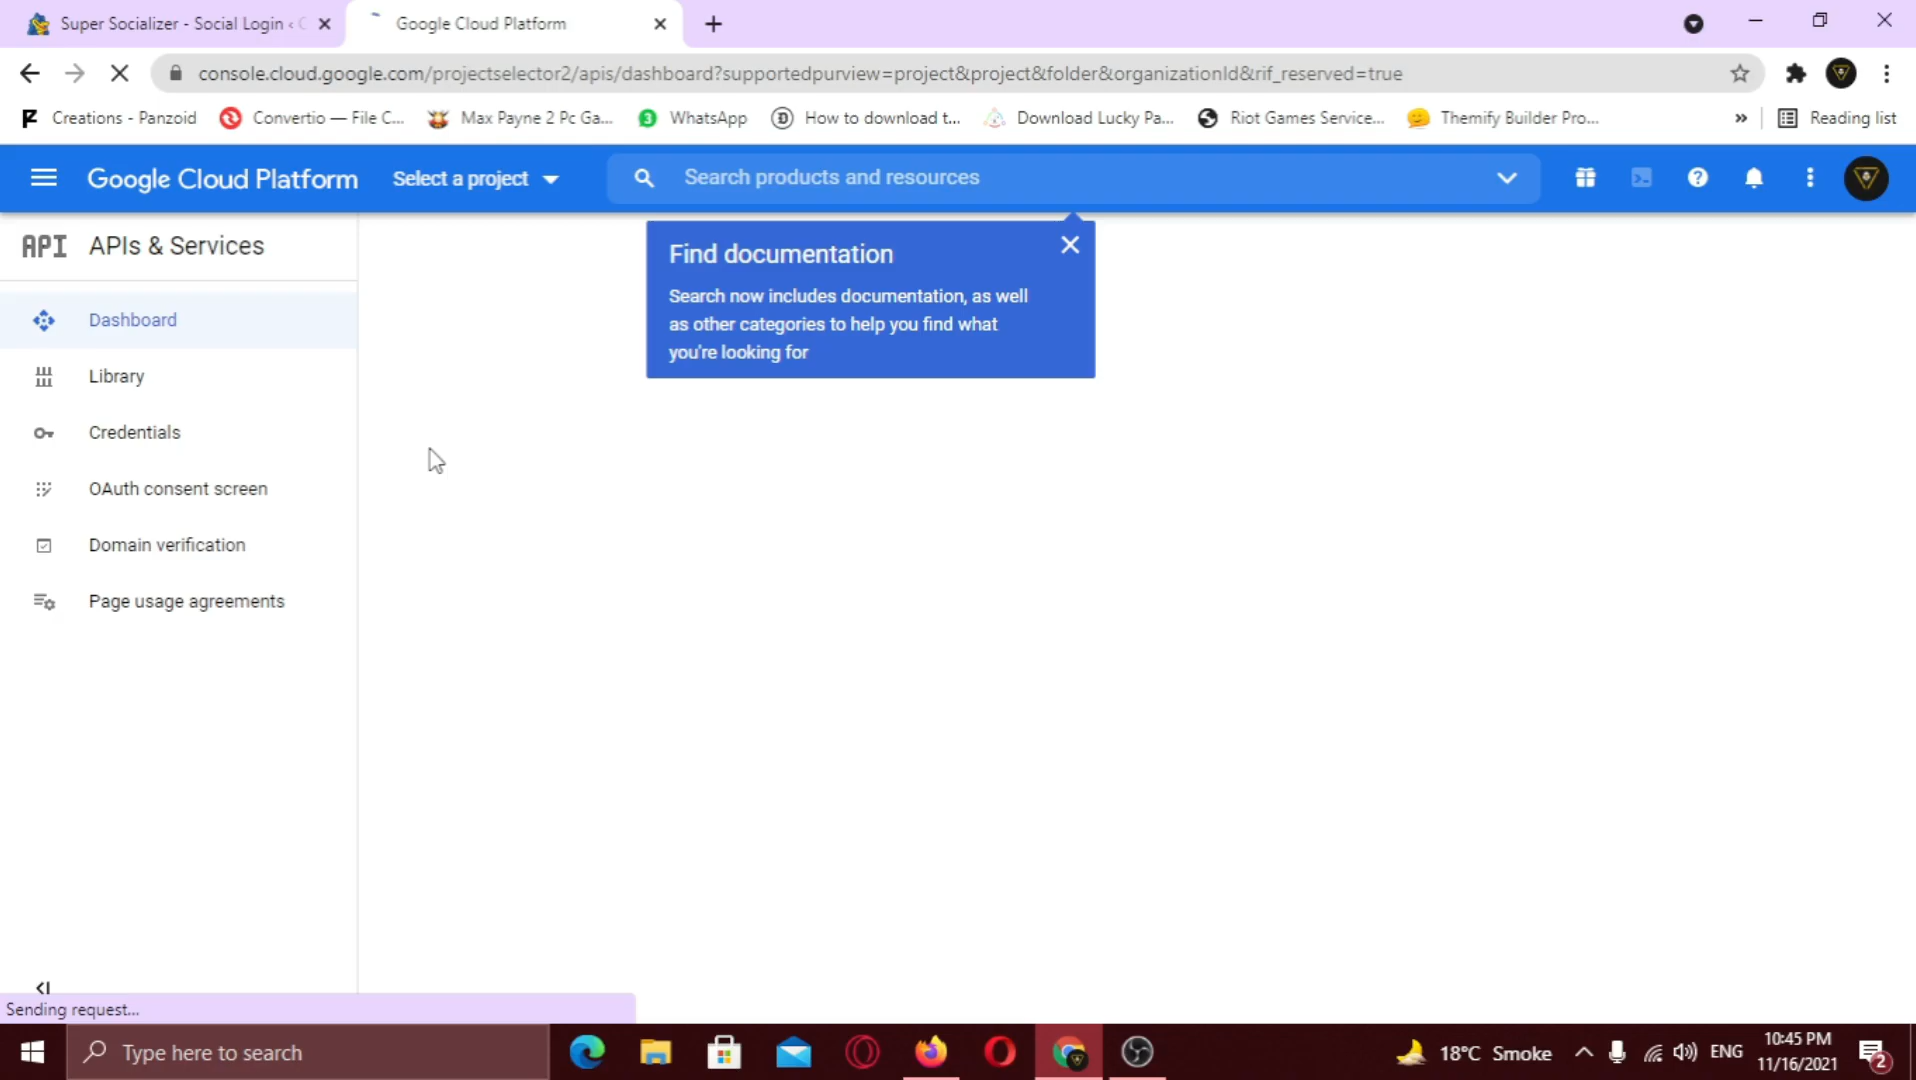 Super Socializer - Social Login ‹
Google Cloud Platform
console.cloud.google.com/projectselector2/apis/dashboard?supportedpurview=project&project&folder&organizationId&rif_reserved=true
Creations - Panzoid
Convertio — File C...
Max Payne 2 Pc Ga...
3
WhatsApp
How to download t...
Download Lucky Pa...
Riot Games Service...
Themify Builder Pro...
»
Reading list
Google Cloud Platform
Select a project
Search products and resources
API APIs & Services
Find documentation
Search now includes documentation, as well
as other categories to help you find what
you're looking for
Dashboard
Library
Credentials
OAuth consent screen
Domain verification
Page usage agreements
Sending request...
Type here to search
18°C Smoke
ENG
10:45 PM
11/16/2021
2